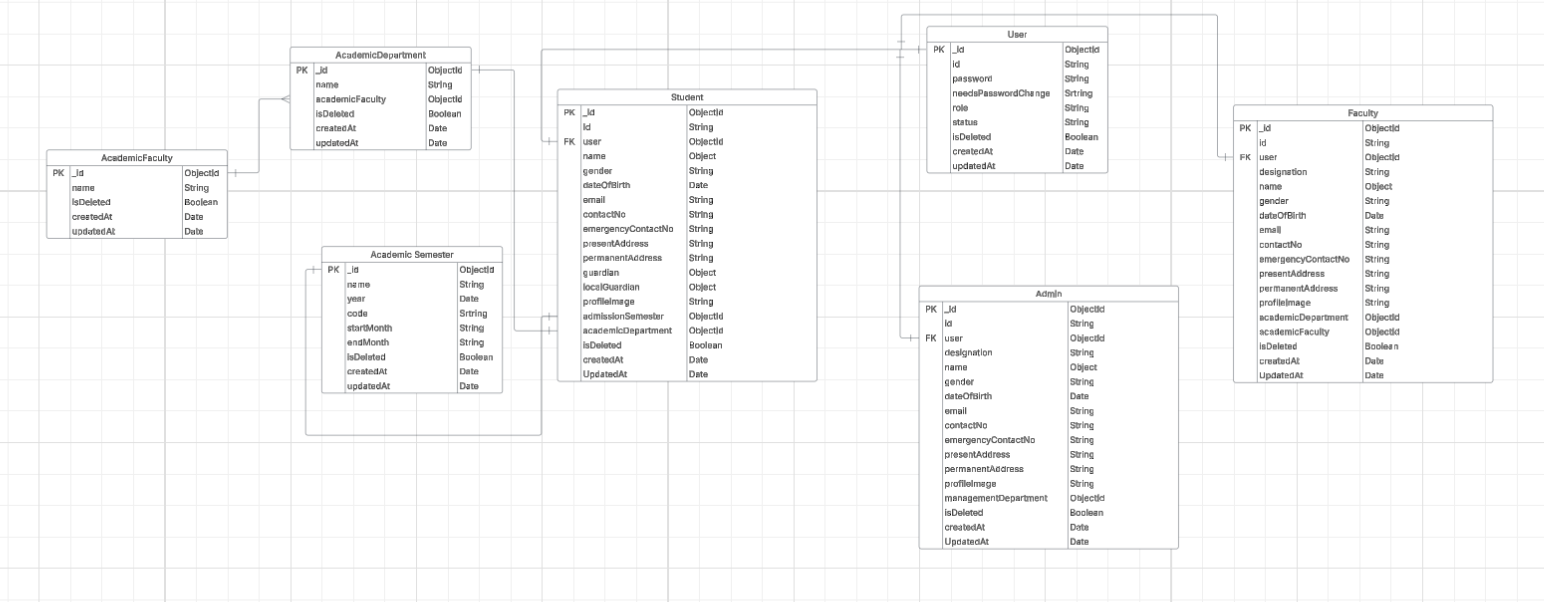 AcademicDepartment
PK _id ObjectId
name String
academicFaculty ObjectId
isDeleted Boolean
createdAt Date
updatedAt Date
AcademicFaculty
PK _id ObjectId
name String
isDeleted Boolean
createdAt Date
updatedAt Date
Academic Semester
PK _id ObjectId
name String
year Date
code Srtring
startMonth String
endMonth String
isDeleted Boolean
createdAt Date
updatedAt Date
Student
PK _id ObjectId
id String
FK user ObjectId
name Object
gender String
dateOfBirth Date
email String
contactNo String
emergencyContactNo String
presentAddress String
permanentAddress String
guardian Object
localGuardian Object
profileImage String
admissionSemester ObjectId
academicDepartment ObjectId
isDeleted Boolean
createdAt Date
UpdatedAt Date
User
PK _id ObjectId
id String
password String
needsPasswordChange Srtring
role String
status String
isDeleted Boolean
createdAt Date
updatedAt Date
Admin
PK _id ObjectId
id String
FK user ObjectId
designation String
name Object
gender String
dateOfBirth Date
email String
contactNo String
emergencyContactNo String
presentAddress String
permanentAddress String
profileImage String
managementDepartment ObjectId
isDeleted Boolean
createdAt Date
UpdatedAt Date
Faculty
PK _id ObjectId
id String
FK user ObjectId
designation String
name Object
gender String
dateOfBirth Date
email String
contactNo String
emergencyContactNo String
presentAddress String
permanentAddress String
profileImage String
academicDepartment ObjectId
academicFaculty ObjectId
isDeleted Boolean
createdAt Date
UpdatedAt Date